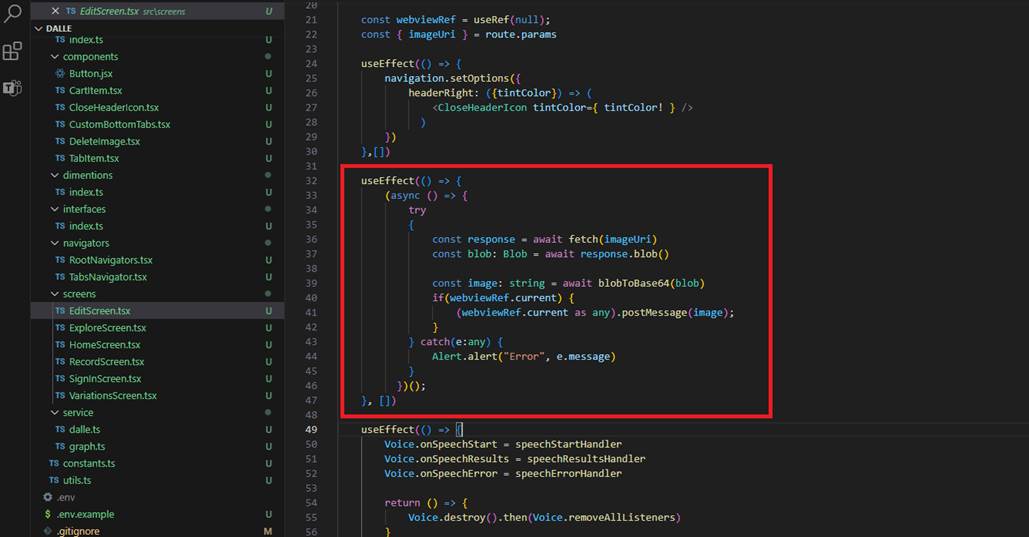 EditScreen.tsx src\screens U
DALLE
TS index.ts U
components
Button.jsx U
TS CartItem.tsx U
TS CloseHeaderIcon.tsx U
TS CustomBottomTabs.tsx U
TS DeleteImage.tsx U
TS TabItem.tsx U
dimentions
TS index.ts U
interfaces
TS index.ts U
navigators
TS RootNavigators.tsx U
TS TabsNavigator.tsx U
screens
TS EditScreen.tsx U
TS ExploreScreen.tsx U
TS HomeScreen.tsx U
TS RecordScreen.tsx U
TS SignInScreen.tsx U
TS VariationsScreen.tsx U
service
TS dalle.ts U
TS graph.ts U
TS constants.ts U
TS utils.ts U
.env
$ .env.example U
.gitignore M
20
21 const webviewRef = useRef(null);
22 const { imageUri } = route.params
23
24 useEffect(() => {
25 navigation.setOptions({
26 headerRight: ({tintColor}) => (
27 <CloseHeaderIcon tintColor={ tintColor! } />
28 )
29 })
30 },[])
31
32 useEffect(() => {
33 (async () => {
34 try
35 {
36 const response = await fetch(imageUri)
37 const blob: Blob = await response.blob()
38
39 const image: string = await blobToBase64(blob)
40 if(webviewRef.current) {
41 (webviewRef.current as any).postMessage(image);
42 }
43 } catch(e:any) {
44 Alert.alert("Error", e.message)
45 }
46 })();
47 }, [])
48
49 useEffect(() => {
50 Voice.onSpeechStart = speechStartHandler
51 Voice.onSpeechResults = speechResultsHandler
52 Voice.onSpeechError = speechErrorHandler
53
54 return () => {
55 Voice.destroy().then(Voice.removeAllListeners)
56 }